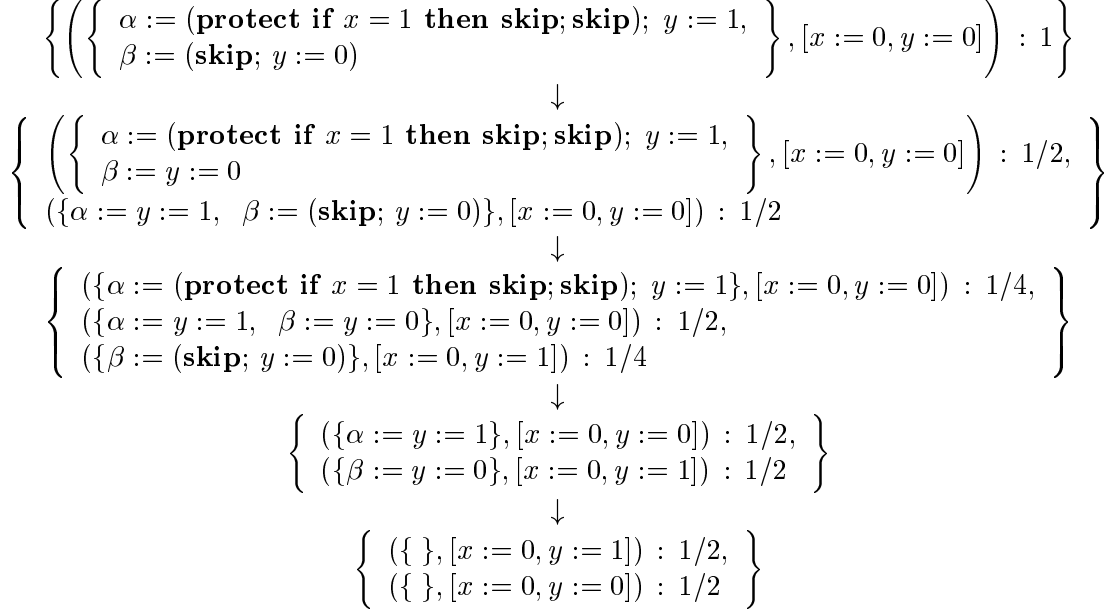 {({ α := (protect if x = 1 then skip; skip); y := 1,
β := (skip; y := 0) }, [x := 0, y := 0]) : 1}
↓
{ ({ α := (protect if x = 1 then skip; skip); y := 1,
β := y := 0 }, [x := 0, y := 0]) : 1/2,
({α := y := 1, β := (skip; y := 0)}, [x := 0, y := 0]) : 1/2 }
↓
{ ({α := (protect if x = 1 then skip; skip); y := 1}, [x := 0, y := 0]) : 1/4,
({α := y := 1, β := y := 0}, [x := 0, y := 0]) : 1/2,
({β := (skip; y := 0)}, [x := 0, y := 1]) : 1/4 }
↓
{ ({α := y := 1}, [x := 0, y := 0]) : 1/2,
({β := y := 0}, [x := 0, y := 1]) : 1/2 }
↓
{ ({ }, [x := 0, y := 1]) : 1/2,
({ }, [x := 0, y := 0]) : 1/2 }